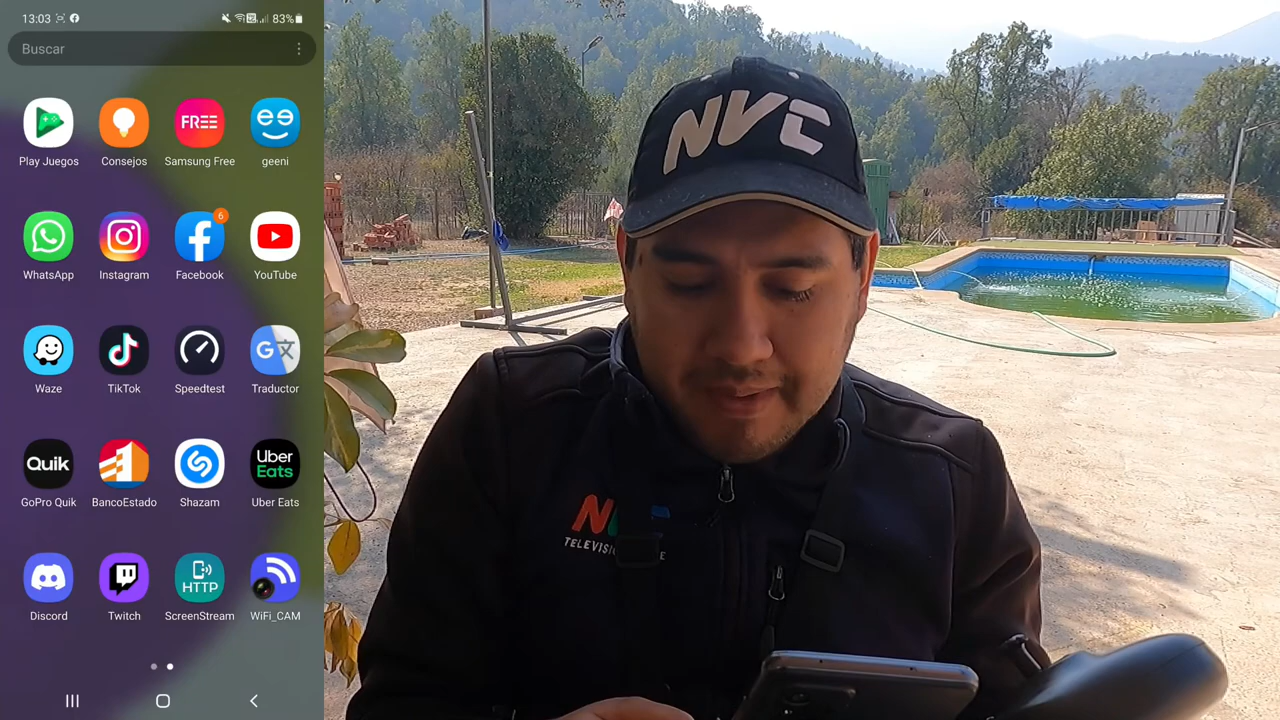 13:03
83%
Buscar
FREE
Play Juegos
Consejos
Samsung Free
geeni
6
WhatsApp
Instagram
Facebook
YouTube
G
Waze
TikTok
Speedtest
Traductor
Quik
Uber
Eats
GoPro Quik
BancoEstado
Shazam
Uber Eats
HTTP
Discord
Twitch
ScreenStream
WiFi_CAM
NVC